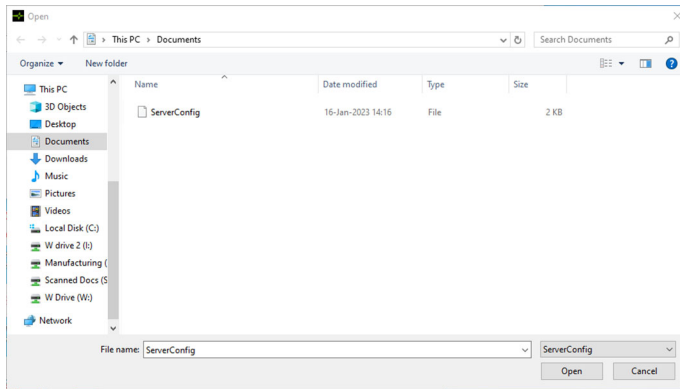 Open
This PC > Documents
Search Documents
Organize
New folder
Name
Date modified
Type
Size
This PC
3D Objects
Desktop
Documents
Downloads
Music
Pictures
Videos
Local Disk (C:)
W drive 2 (I:)
Manufacturing (
Scanned Docs (S
W Drive (W:)
Network
ServerConfig
16-Jan-2023 14:16
File
2 KB
File name:
ServerConfig
ServerConfig
Open
Cancel